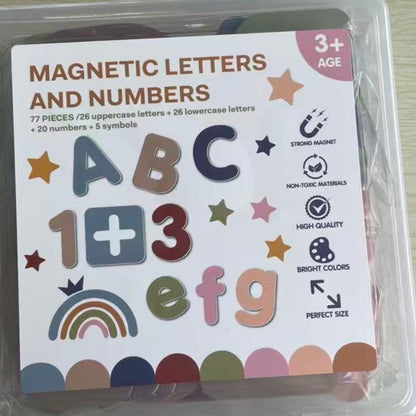 3+
AGE
MAGNETIC LETTERS
AND NUMBERS
77 PIECES /26 uppercase letters + 26 lowercase letters
+ 20 numbers + 5 symbols
ABC
1+3
efg
STRONG MAGNET
NON-TOXIC MATERIALS
HIGH QUALITY
BRIGHT COLORS
PERFECT SIZE